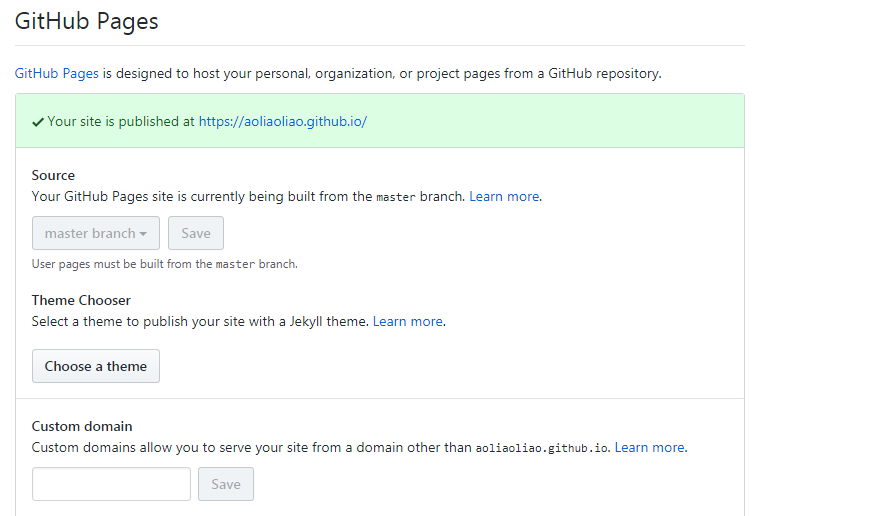 GitHub Pages
GitHub Pages is designed to host your personal, organization, or project pages from a GitHub repository.
Your site is published at https://aoliaoliao.github.io/
Source
Your GitHub Pages site is currently being built from the master branch. Learn more.
master branch Save
User pages must be built from the master branch.
Theme Chooser
Select a theme to publish your site with a Jekyll theme. Learn more.
Choose a theme
Custom domain
Custom domains allow you to serve your site from a domain other than aoliaoliao.github.io. Learn more.
Save